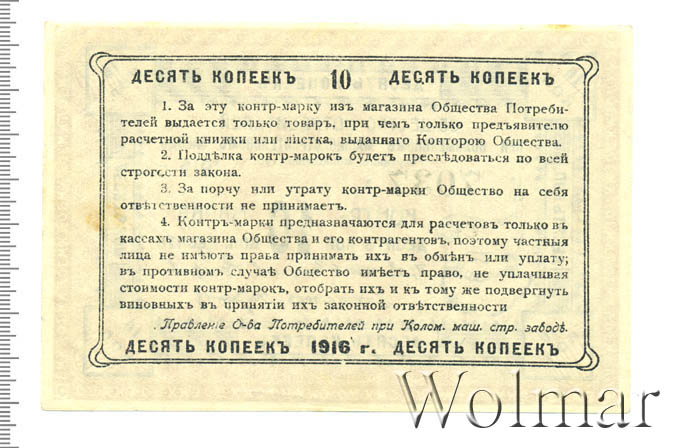 ДЕСЯТЬ КОПЕЕКЪ 10 ДЕСЯТЬ КОПЕЕКЪ
1. За эту контр-марку изъ магазина Общества Потреби-
телей выдается только товаръ, при чемъ только предъявителю
расчетной книжки или листка, выданнаго Конторою Общества.
2. Поддѣлка контр-марокъ будетъ преслѣдоваться по всей
строгости закона.
3. За порчу или утрату контр-марки Общество на себя
отвѣтственности не принимаетъ.
4. Контръ-марки предназначаются для расчетовъ только въ
кассахъ магазина Общества и его контрагентовъ, поэтому частныя
лица не имѣютъ права принимать ихъ въ обмѣнъ или уплату;
въ противномъ случаѣ Общество имѣетъ право, не уплачивая
стоимости контр-марокъ, отобрать ихъ и къ тому же подвергнуть
виновныхъ въ принятіи ихъ законной отвѣтственности
Правленіе О-ва Потребителей при Колом. маш. стр. заводѣ.
ДЕСЯТЬ КОПЕЕКЪ 1916 г. ДЕСЯТЬ КОПЕЕКЪ
Wolmar